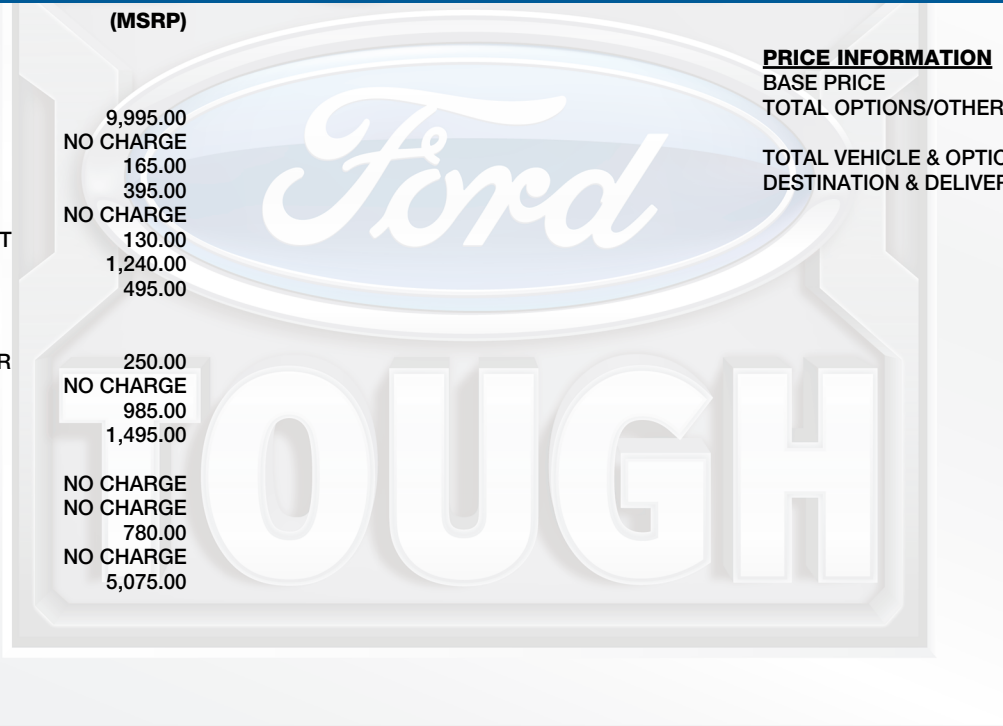 (MSRP)
PRICE INFORMATION
BASE PRICE
TOTAL OPTIONS/OTHER
TOTAL VEHICLE & OPTIO
DESTINATION & DELIVER
9,995.00
NO CHARGE
165.00
395.00
NO CHARGE
T 130.00
1,240.00
495.00
R 250.00
NO CHARGE
985.00
1,495.00
NO CHARGE
NO CHARGE
780.00
NO CHARGE
5,075.00
Ford
TOUGH